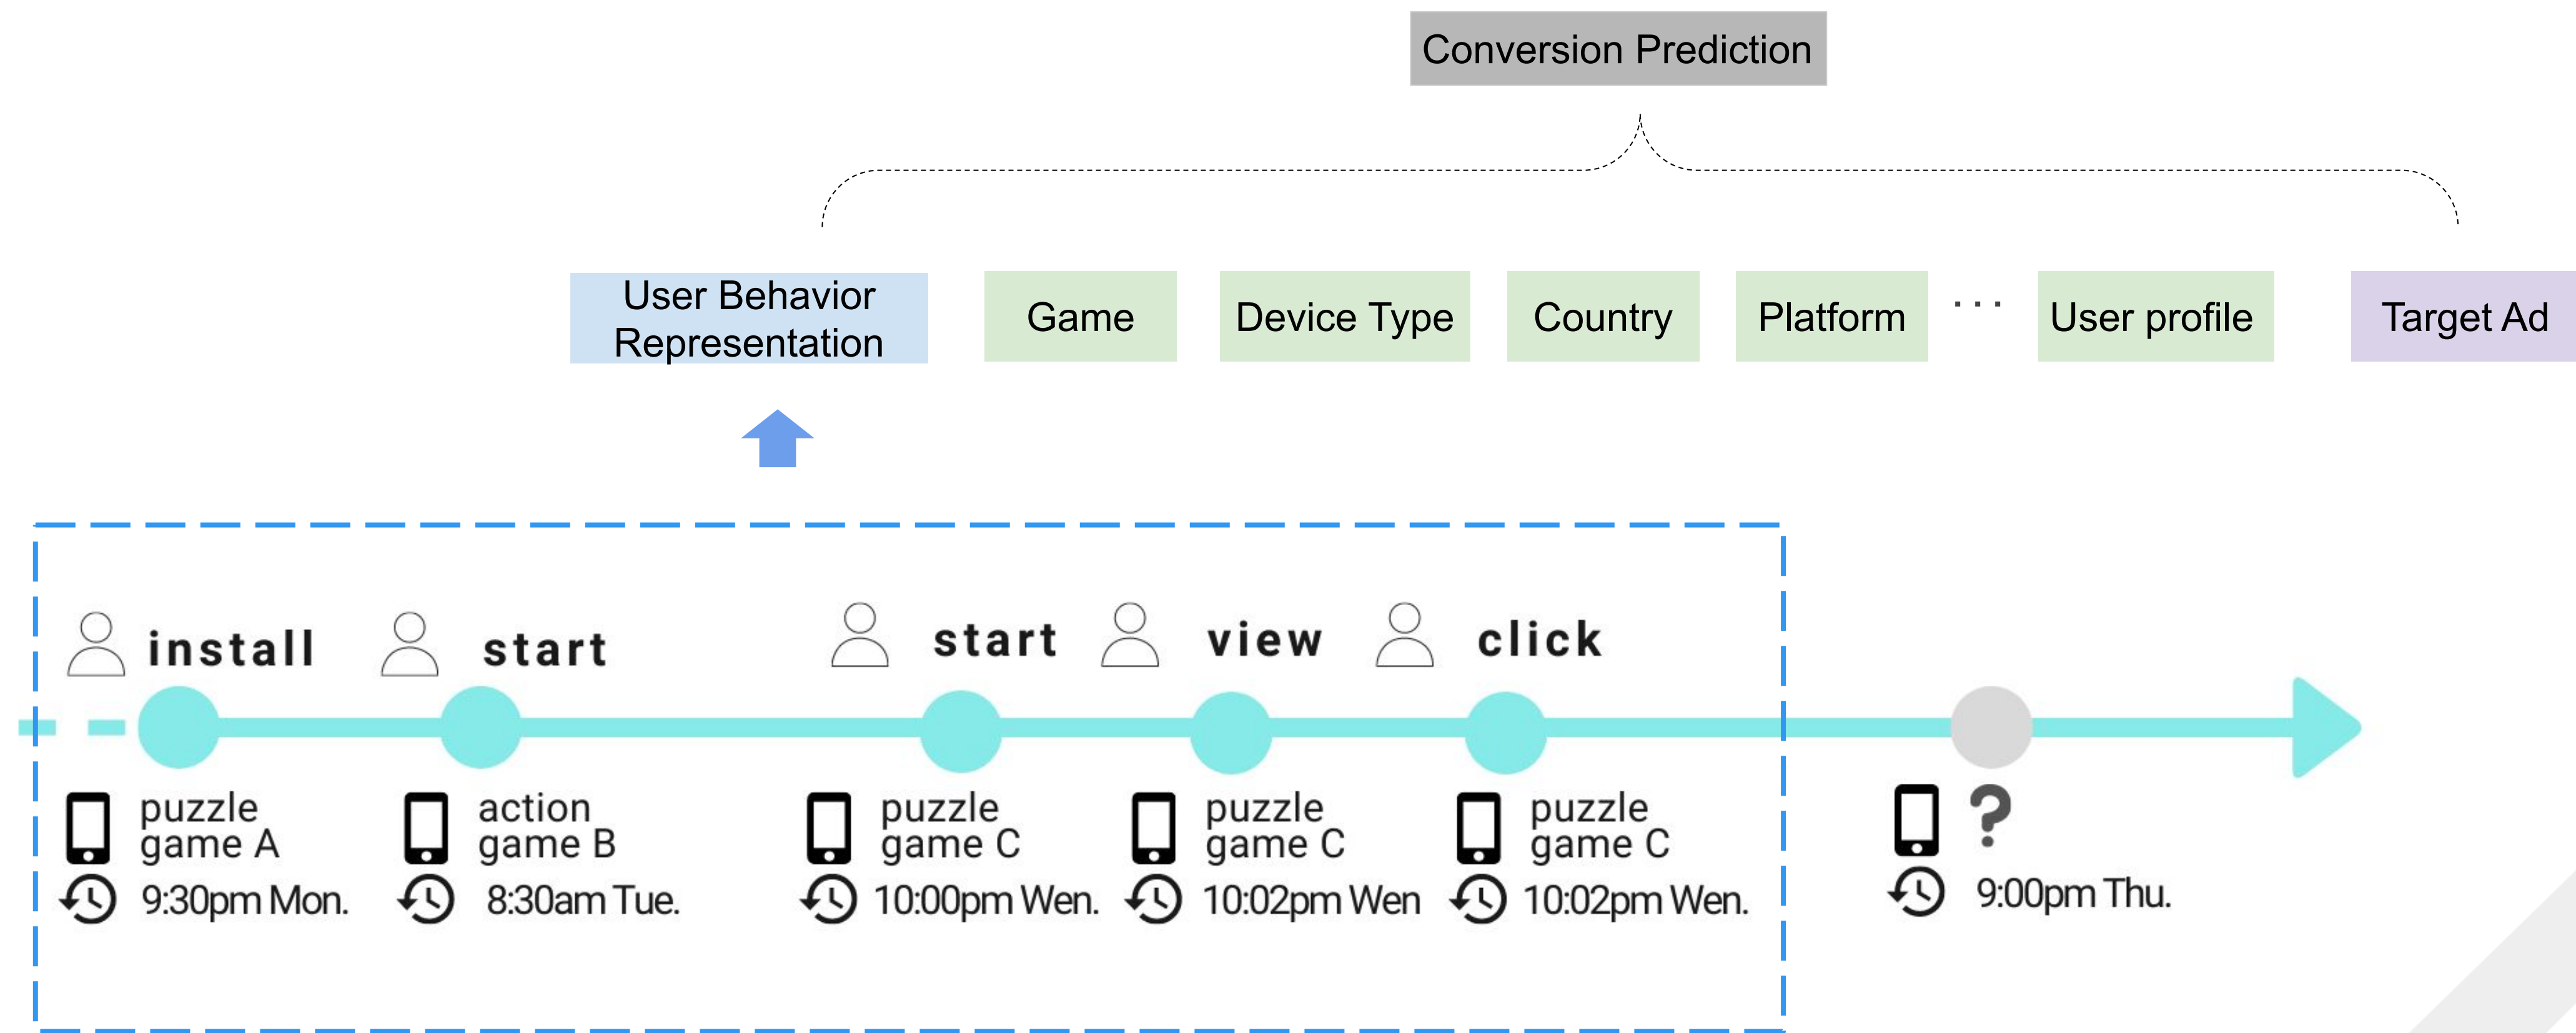 Conversion Prediction
User Behavior
Representation
Game
Device Type
Country
Platform
...
User profile
Target Ad
install
start
start
view
click
puzzle
game A
action
game B
puzzle
game C
puzzle
game C
puzzle
game C
?
9:30pm Mon.
8:30am Tue.
10:00pm Wen.
10:02pm Wen
10:02pm Wen.
9:00pm Thu.